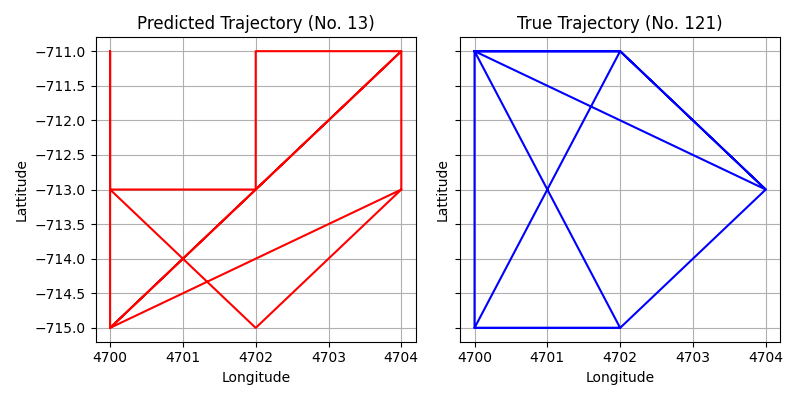 Predicted Trajectory (No. 13)
True Trajectory (No. 121)
−711.0
−711.5
−712.0
−712.5
−713.0
−713.5
−714.0
−714.5
−715.0
Lattitude
Lattitude
4700 4701 4702 4703 4704
4700 4701 4702 4703 4704
Longitude
Longitude